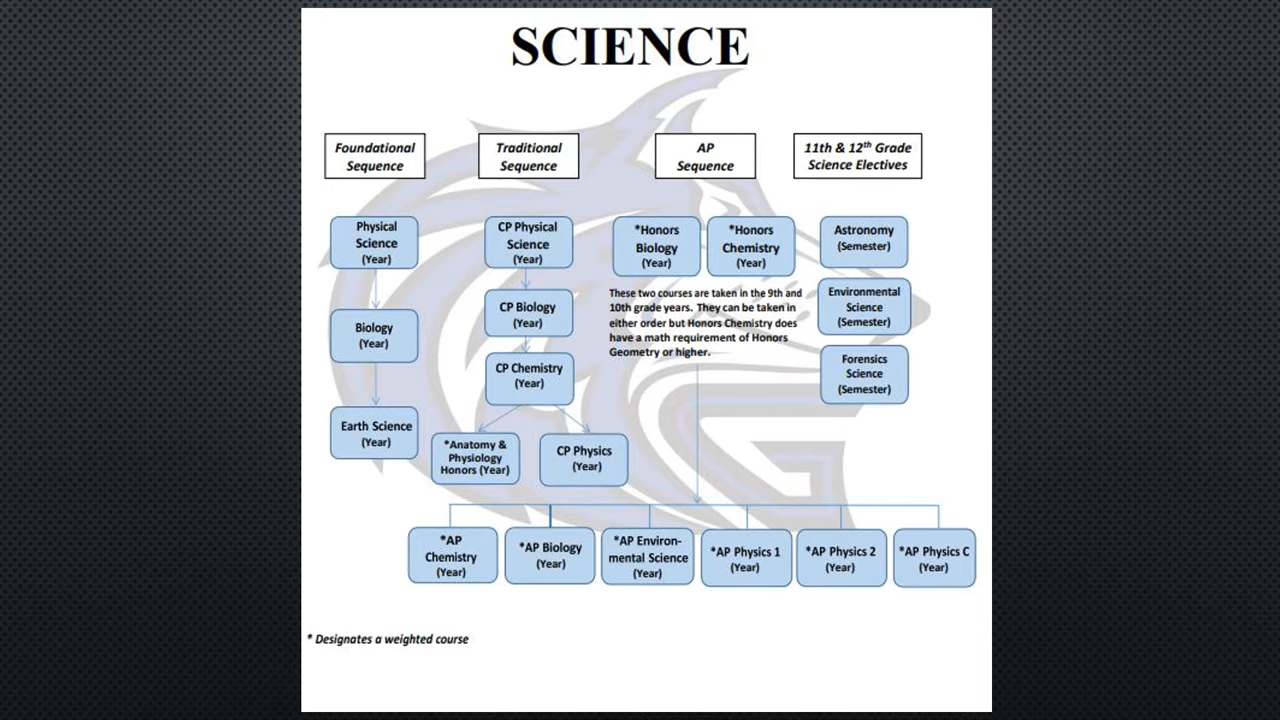 SCIENCE
Foundational
Sequence
Traditional
Sequence
AP
Sequence
11th & 12th Grade
Science Electives
Physical
Science
(Year)
Biology
(Year)
Earth Science
(Year)
CP Physical
Science
(Year)
CP Biology
(Year)
CP Chemistry
(Year)
*Anatomy &
Physiology
Honors (Year)
CP Physics
(Year)
*Honors
Biology
(Year)
*Honors
Chemistry
(Year)
These two courses are taken in the 9th and
10th grade years. They can be taken in
either order but Honors Chemistry does
have a math requirement of Honors
Geometry or higher.
Astronomy
(Semester)
Environmental
Science
(Semester)
Forensics
Science
(Semester)
*AP
Chemistry
(Year)
*AP Biology
(Year)
*AP Environ-
mental Science
(Year)
*AP Physics 1
(Year)
*AP Physics 2
(Year)
*AP Physics C
(Year)
* Designates a weighted course